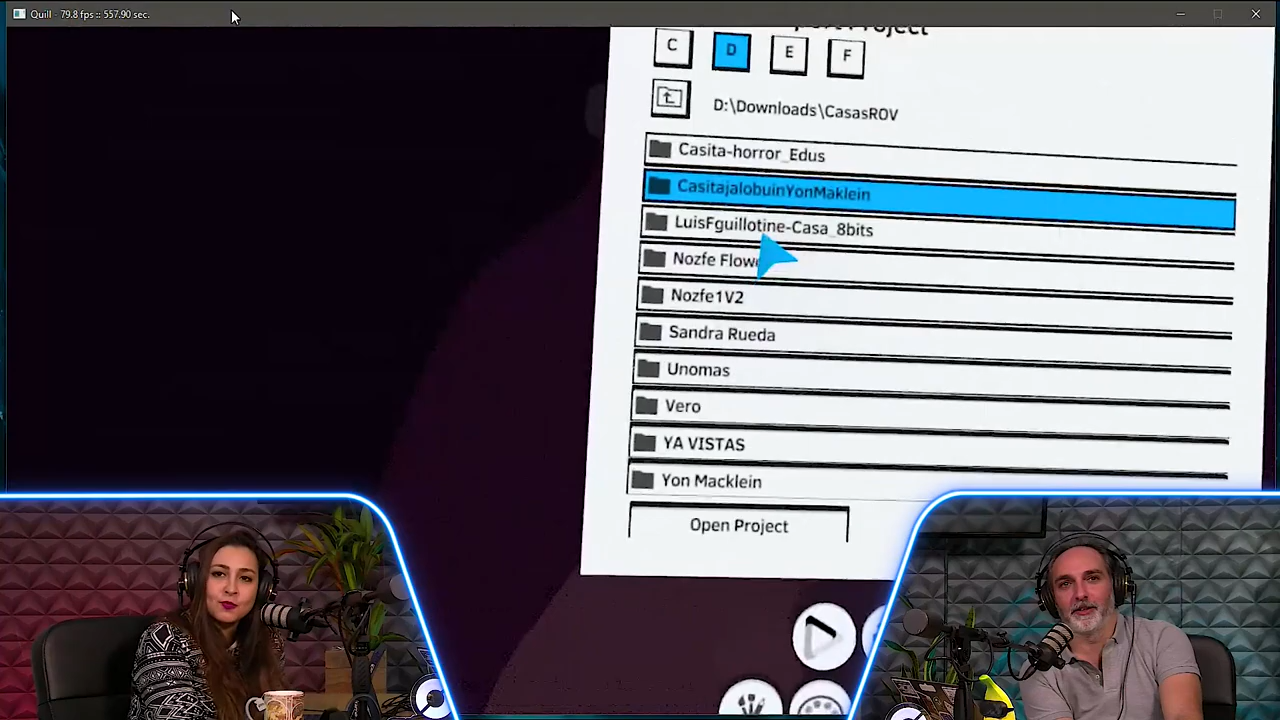 Quill - 79.8 fps :: 557.90 sec.
Project
C
D
E
F
D:\Downloads\CasasROV
Casita-horror_Edus
CasitajalobuinYonMaklein
LuisFguillotine-Casa_8bits
Nozfe
Nozfe1V2
Sandra Rueda
Unomas
Vero
YA VISTAS
Yon Macklein
Open Project